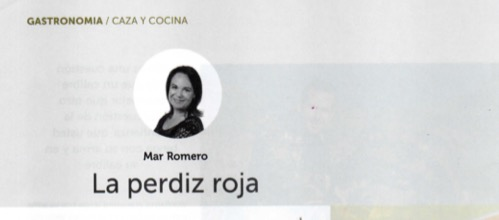 GASTRONOMIA / CAZA Y COCINA
Mar Romero
La perdiz roja